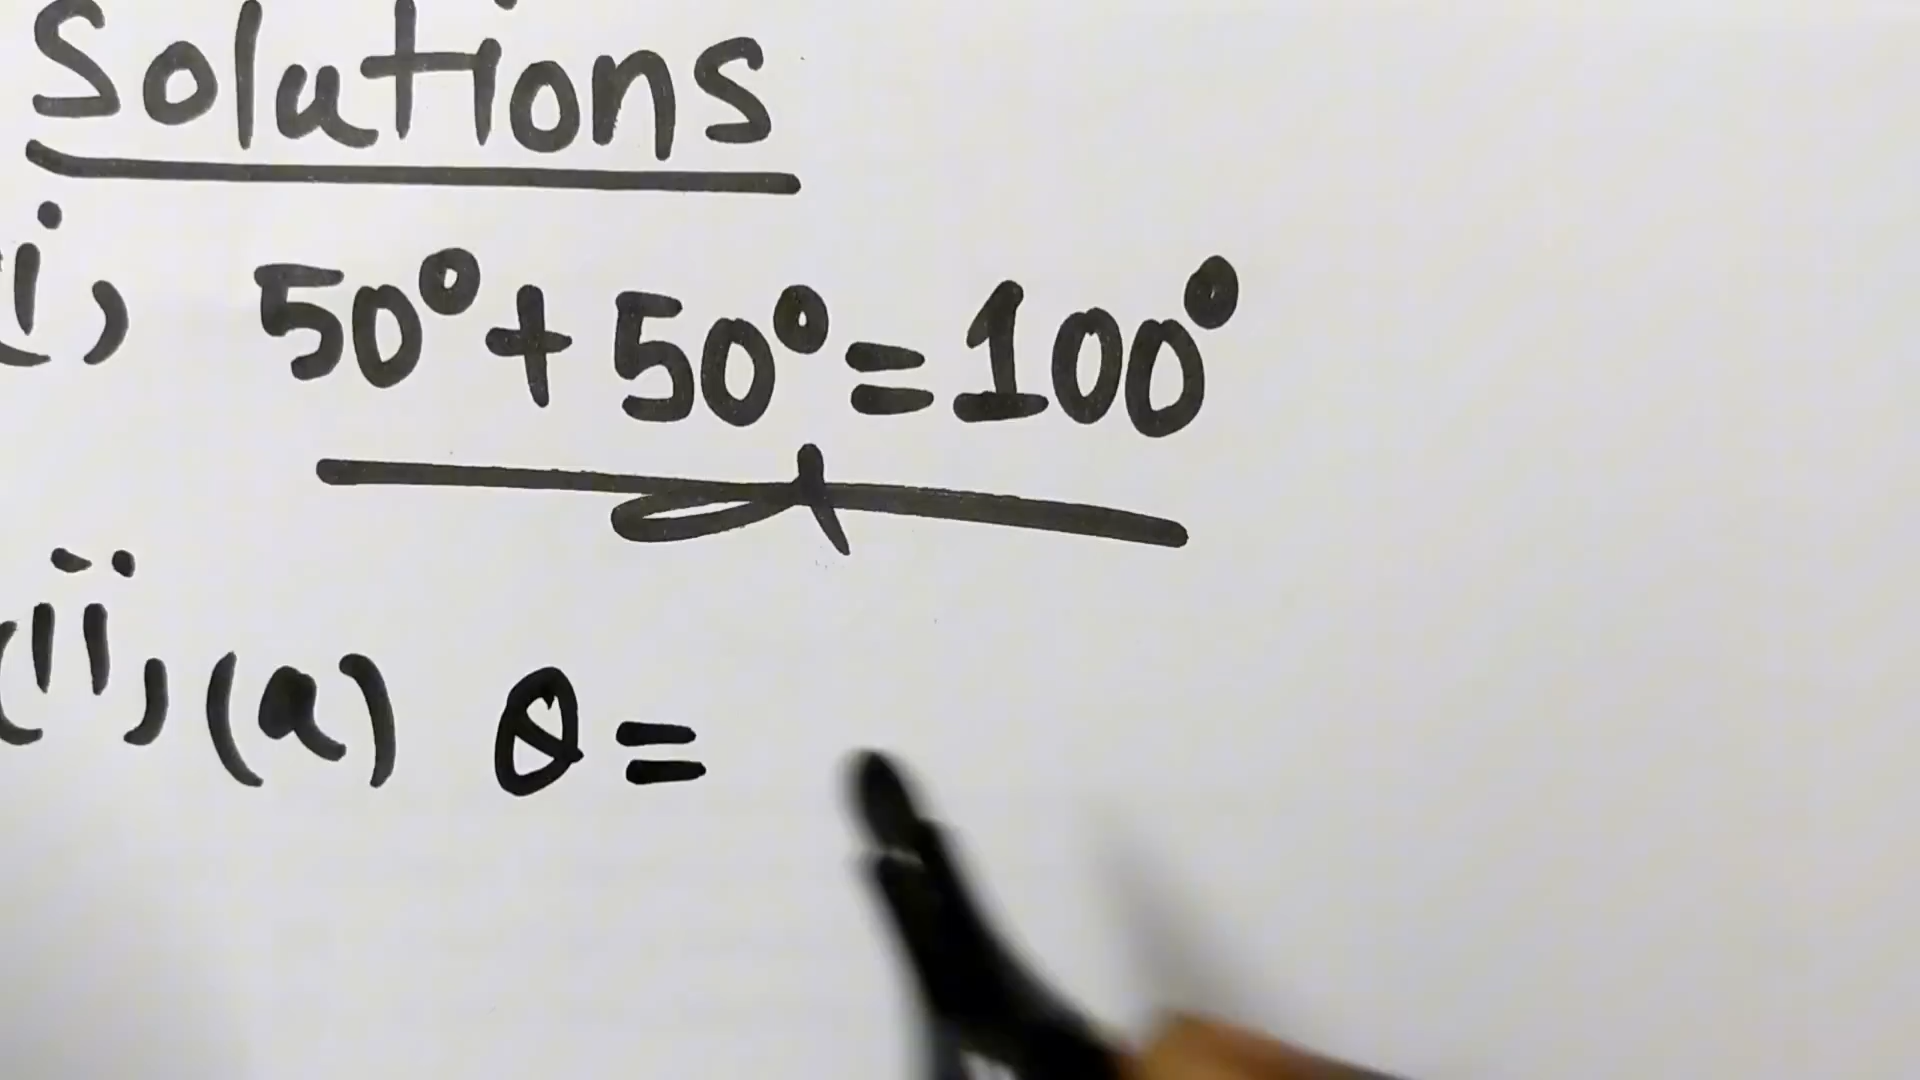 Solutions
(i, 50°+50°=100°
(ii, (a) θ=